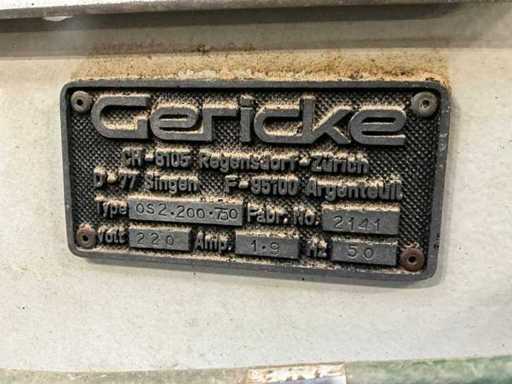 Gericke
CH-8105 Regensdorf-Zürich
D-77 Singen F-95100 Argenteuil
Type OS2.200.750 Fabr. No. 2141
Volt 220 Amp. 1.9 Hz 50